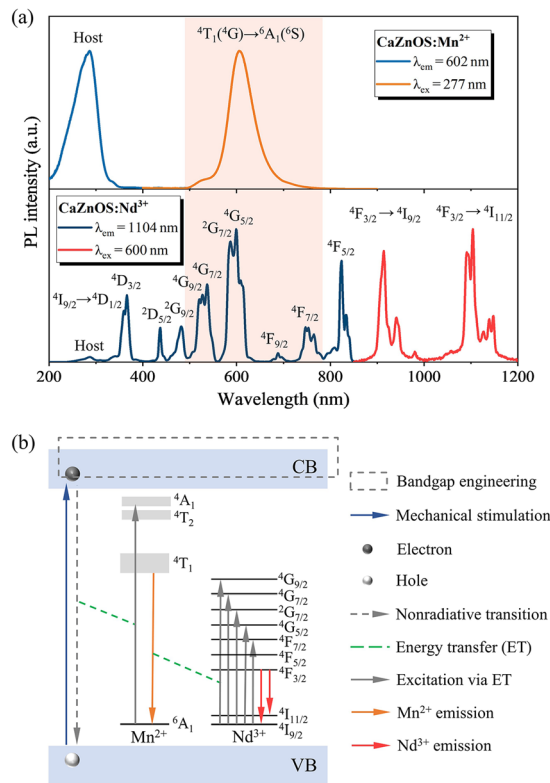 (a)
⁴T₁(⁴G)→⁶A₁(⁶S)
Host
CaZnOS:Mn²⁺
λem = 602 nm
λex = 277 nm
PL intensity (a.u.)
CaZnOS:Nd³⁺
λem = 1104 nm
λex = 600 nm
⁴I₉/₂→⁴D₁/₂
⁴D₃/₂
²D₅/₂
²G₉/₂
⁴G₉/₂
⁴G₇/₂
²G₇/₂
⁴G₅/₂
⁴F₉/₂
⁴F₇/₂
⁴F₅/₂
⁴F₃/₂→⁴I₉/₂
⁴F₃/₂→⁴I₁₁/₂
Host
200 400 600 800 1000 1200
Wavelength (nm)
(b)
CB
⁴A₁
⁴T₂
⁴T₁
⁶A₁
Mn²⁺
⁴G₉/₂
⁴G₇/₂
²G₇/₂
⁴G₅/₂
⁴F₇/₂
⁴F₅/₂
⁴F₃/₂
⁴I₁₁/₂
⁴I₉/₂
Nd³⁺
VB
Bandgap engineering
Mechanical stimulation
Electron
Hole
Nonradiative transition
Energy transfer (ET)
Excitation via ET
Mn²⁺ emission
Nd³⁺ emission